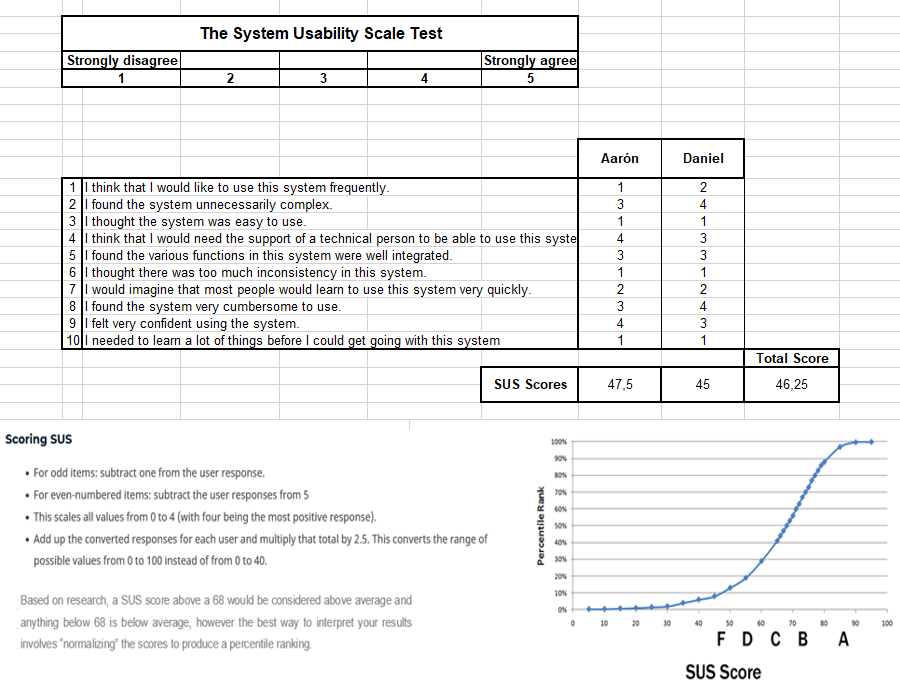 The System Usability Scale Test
Strongly disagree Strongly agree
1 2 3 4 5
Aarón Daniel
1 I think that I would like to use this system frequently. 1 2
2 I found the system unnecessarily complex. 3 4
3 I thought the system was easy to use. 1 1
4 I think that I would need the support of a technical person to be able to use this syste 4 3
5 I found the various functions in this system were well integrated. 3 3
6 I thought there was too much inconsistency in this system. 1 1
7 I would imagine that most people would learn to use this system very quickly. 2 2
8 I found the system very cumbersome to use. 3 4
9 I felt very confident using the system. 4 3
10 I needed to learn a lot of things before I could get going with this system 1 1
Total Score
SUS Scores 47,5 45 46,25
Scoring SUS
• For odd items: subtract one from the user response.
• For even-numbered items: subtract the user responses from 5
• This scales all values from 0 to 4 (with four being the most positive response).
• Add up the converted responses for each user and multiply that total by 2.5. This converts the range of
possible values from 0 to 100 instead of from 0 to 40.
Based on research, a SUS score above a 68 would be considered above average and
anything below 68 is below average, however the best way to interpret your results
involves "normalizing" the scores to produce a percentile ranking.
Percentile Rank
100%
90%
80%
70%
60%
50%
40%
30%
20%
10%
0%
0 10 20 30 40 50 60 70 80 90 100
F D C B A
SUS Score